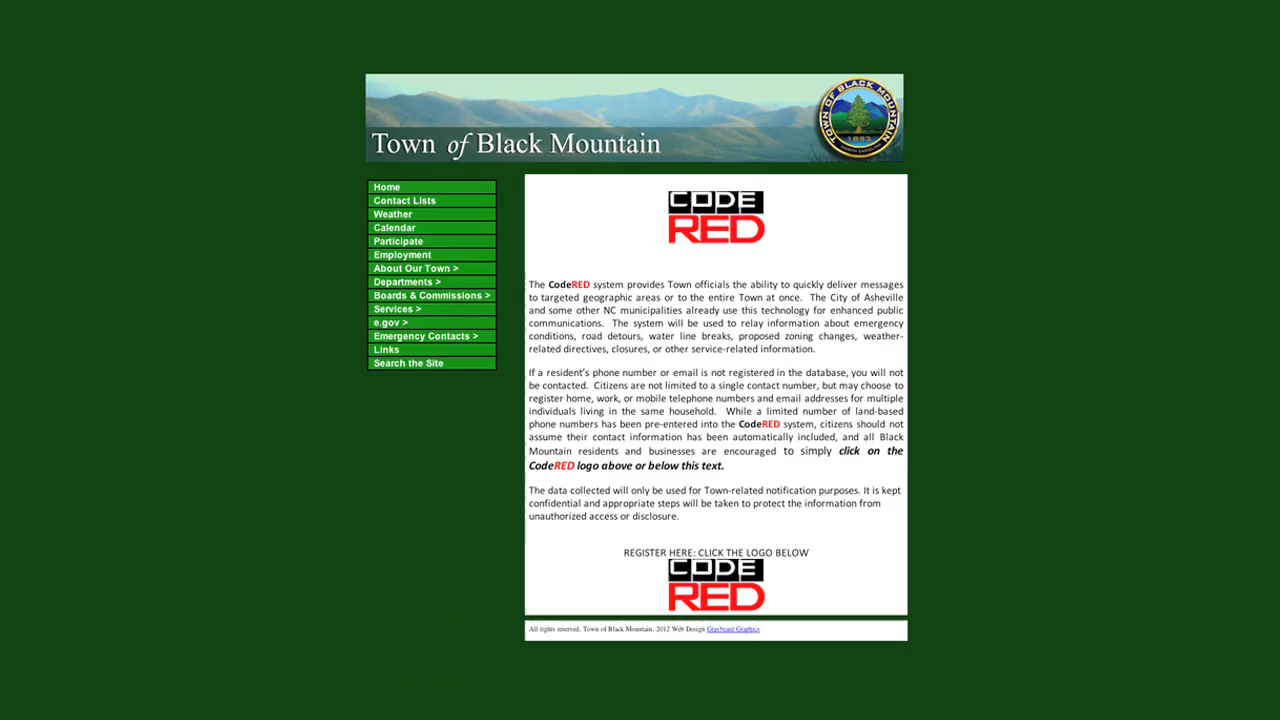 Town of Black Mountain
TOWN OF BLACK MOUNTAIN
1893
NORTH CAROLINA
Home
Contact Lists
Weather
Calendar
Participate
Employment
About Our Town >
Departments >
Boards & Commissions >
Services >
e.gov >
Emergency Contacts >
Links
Search the Site
CODE
RED
The CodeRED system provides Town officials the ability to quickly deliver messages
to targeted geographic areas or to the entire Town at once. The City of Asheville
and some other NC municipalities already use this technology for enhanced public
communications. The system will be used to relay information about emergency
conditions, road detours, water line breaks, proposed zoning changes, weather-
related directives, closures, or other service-related information.
If a resident's phone number or email is not registered in the database, you will not
be contacted. Citizens are not limited to a single contact number, but may choose to
register home, work, or mobile telephone numbers and email addresses for multiple
individuals living in the same household. While a limited number of land-based
phone numbers has been pre-entered into the CodeRED system, citizens should not
assume their contact information has been automatically included, and all Black
Mountain residents and businesses are encouraged to simply click on the
CodeRED logo above or below this text.
The data collected will only be used for Town-related notification purposes. It is kept
confidential and appropriate steps will be taken to protect the information from
unauthorized access or disclosure.
REGISTER HERE: CLICK THE LOGO BELOW
CODE
RED
All rights reserved, Town of Black Mountain, 2012 Web Design Graybeard Graphics